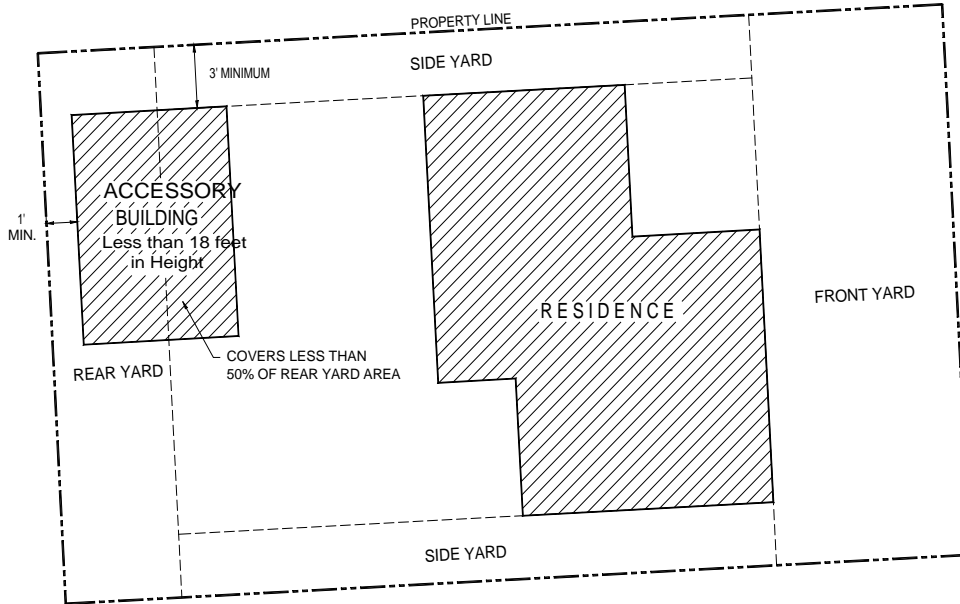 PROPERTY LINE
SIDE YARD
3' MINIMUM
ACCESSORY
BUILDING
Less than 18 feet
in Height
1'
MIN.
RESIDENCE
FRONT YARD
COVERS LESS THAN
50% OF REAR YARD AREA
REAR YARD
SIDE YARD